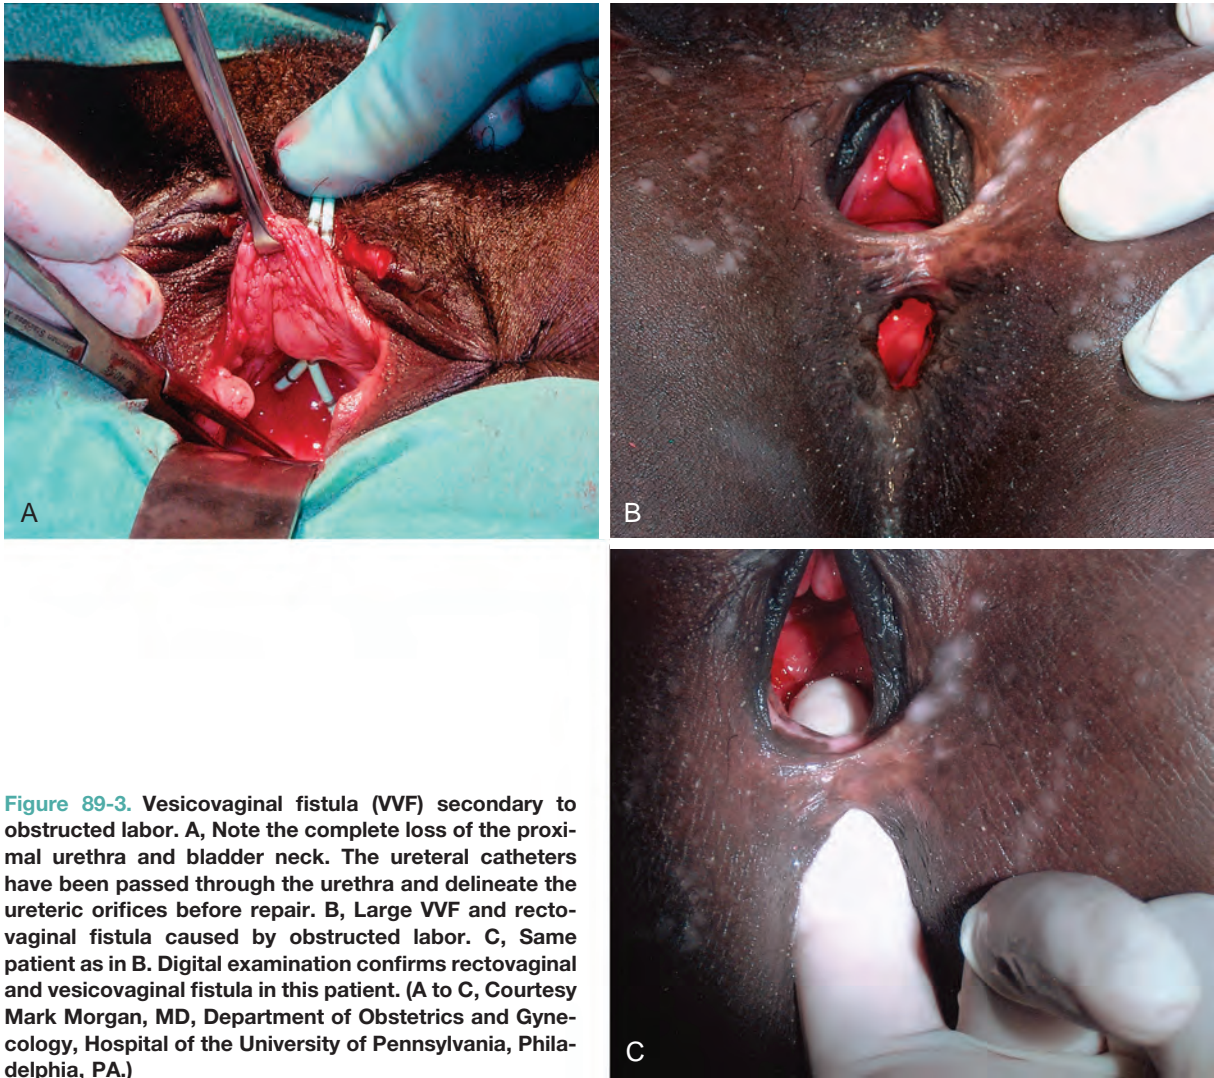 A
B
C
Figure 89-3. Vesicovaginal fistula (VVF) secondary to
obstructed labor. A, Note the complete loss of the proxi-
mal urethra and bladder neck. The ureteral catheters
have been passed through the urethra and delineate the
ureteric orifices before repair. B, Large VVF and recto-
vaginal fistula caused by obstructed labor. C, Same
patient as in B. Digital examination confirms rectovaginal
and vesicovaginal fistula in this patient. (A to C, Courtesy
Mark Morgan, MD, Department of Obstetrics and Gyne-
cology, Hospital of the University of Pennsylvania, Phila-
delphia, PA.)